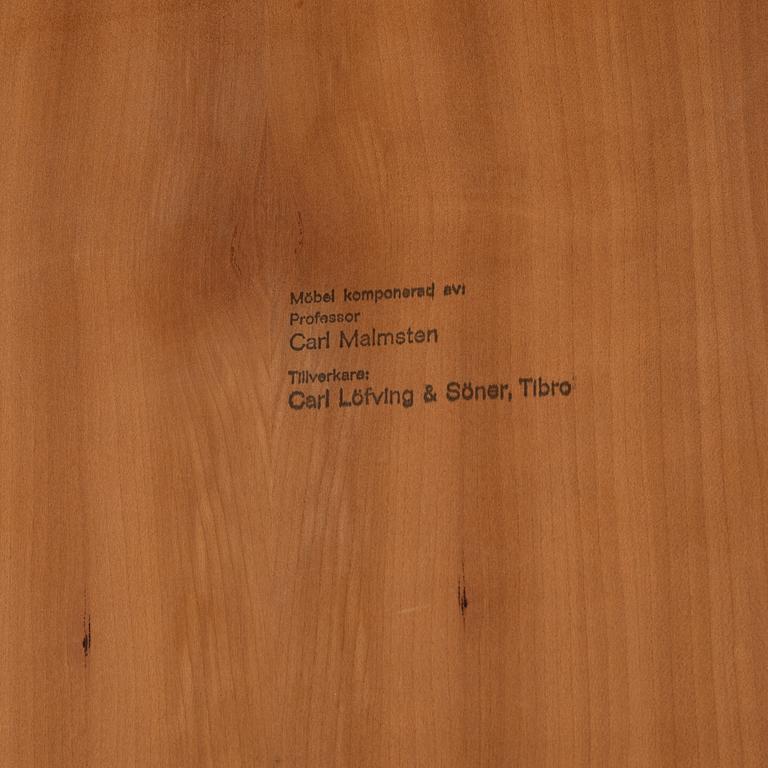 Möbel komponerad av:
Professor
Carl Malmsten
Tillverkare:
Carl Löfving & Söner, Tibro